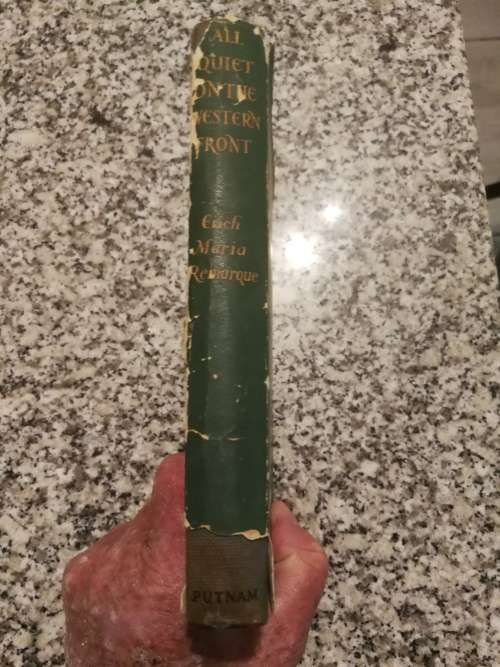 ALL
QUIET
ON THE
WESTERN
FRONT
Erich
Maria
Remarque
PUTNAM